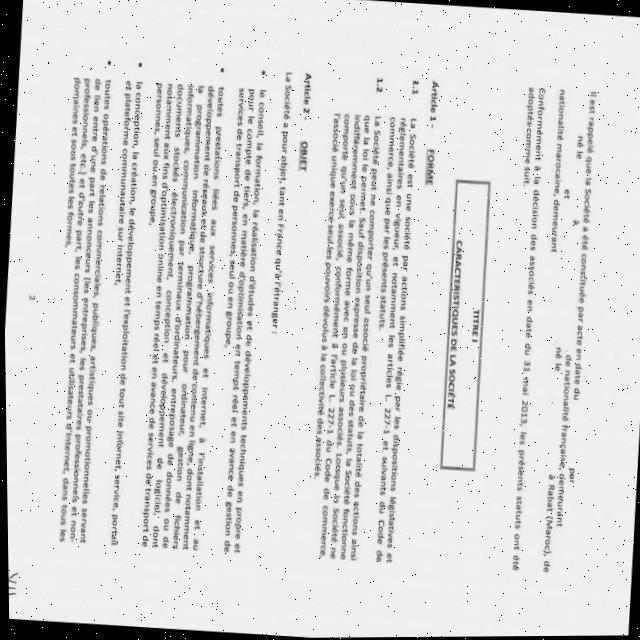 Il est rappelé que la Société a été constituée par acte en date du par
né le à de nationalité française, demeurant
et né le à Rabat (Maroc), de
nationalité marocaine, demeurant
Conformément à la décision des associés en date du 31 mai 2013, les présents statuts ont été
adoptés comme suit.
TITRE I
CARACTERISTIQUES DE LA SOCIÉTÉ
Article 1 - FORME
1.1 La Société est une société par actions simplifiée régie par les dispositions législatives et
réglementaires en vigueur, et notamment les articles L. 227-1 et suivants du Code de
commerce, ainsi que par les présents statuts.
1.2 La Société peut ne comporter qu'un seul associé propriétaire de la totalité des actions ainsi
que la loi le permet. Sauf disposition expresse de la loi ou des statuts, la Société fonctionne
indifféremment sous la même forme avec un ou plusieurs associés. Lorsque la Société ne
comporte qu'un seul associé, conformément à l'article L. 227-1 du Code de commerce,
l'associé unique exerce seul les pouvoirs dévolus à la collectivité des associés.
Article 2 - OBJET
La Société a pour objet, tant en France qu'à l'étranger :
• le conseil, la formation, la réalisation d'études et de développements techniques en propre et
pour le compte de tiers, en matière d'optimisation en temps réel et en avance de gestion de
services de transport de personnes, seul ou en groupe,
• toutes prestations liées aux services informatiques et Internet, à l'installation et au
développement de réseaux et de structure d'hébergement de contenu en ligne, dont notamment
la programmation informatique, programmation pour ordinateur, gestion de fichiers
informatiques, communication par terminaux d'ordinateurs, entreposage de données ou de
documents stockés électroniquement, conception et développement de logiciel dont
notamment aux fins d'optimisation online en temps réel et en avance de services de transport de
personnes, seul ou en groupe,
• la conception, la création, le développement et l'exploitation de tout site Internet, service, portail
et plateforme communautaire sur Internet,
• toutes opérations de relations commerciales, publiques, artistiques ou promotionnelles servant
de lien entre d'une part les annonceurs (les entreprises, les prestataires professionnels et non-
professionnels, etc.) et d'autre part, les consommateurs et utilisateurs d'Internet, dans tous les
domaines et sous toutes les formes,
2